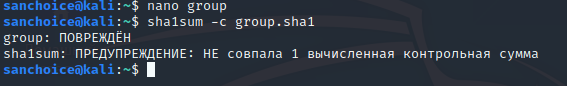 sanchoice@kali:~$ nano group
sanchoice@kali:~$ sha1sum -c group.sha1
group: ПОВРЕЖДЁН
sha1sum: ПРЕДУПРЕЖДЕНИЕ: НЕ совпала 1 вычисленная контрольная сумма
sanchoice@kali:~$